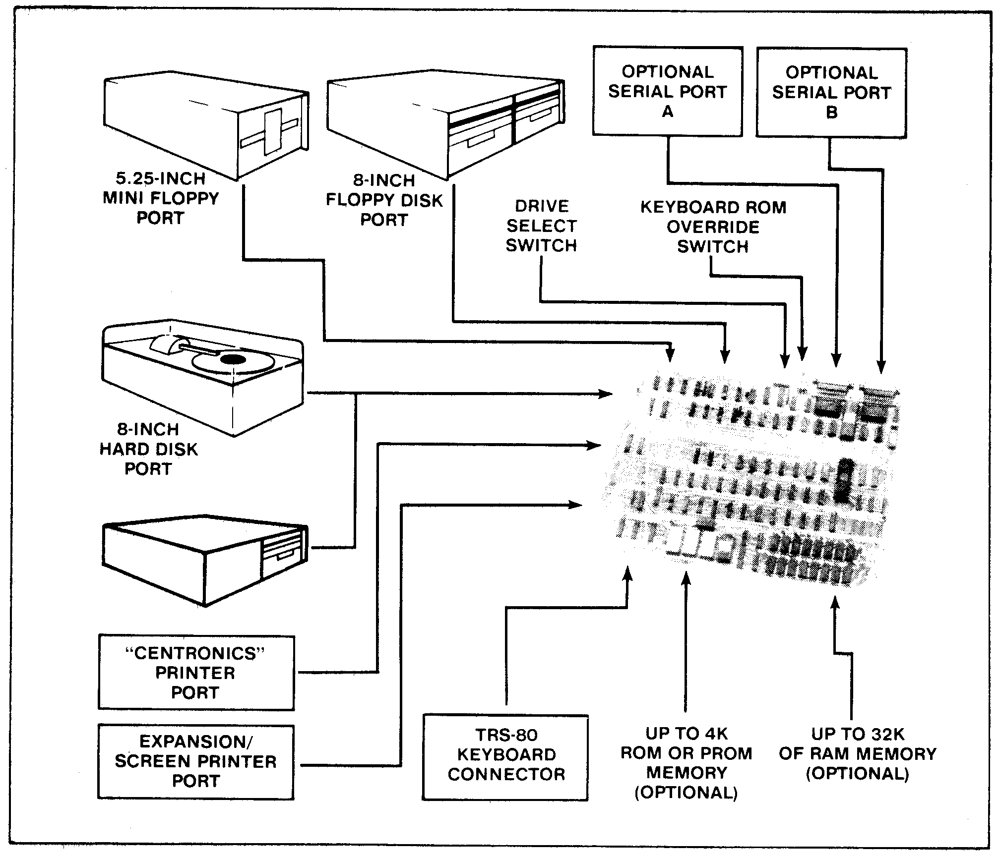 OPTIONAL
SERIAL PORT
A
OPTIONAL
SERIAL PORT
B
5.25-INCH
MINI FLOPPY
PORT
8-INCH
FLOPPY DISK
PORT
DRIVE
SELECT
SWITCH
KEYBOARD ROM
OVERRIDE
SWITCH
8-INCH
HARD DISK
PORT
“CENTRONICS”
PRINTER
PORT
EXPANSION/
SCREEN PRINTER
PORT
TRS-80
KEYBOARD
CONNECTOR
UP TO 4K
ROM OR PROM
MEMORY
(OPTIONAL)
UP TO 32K
OF RAM MEMORY
(OPTIONAL)